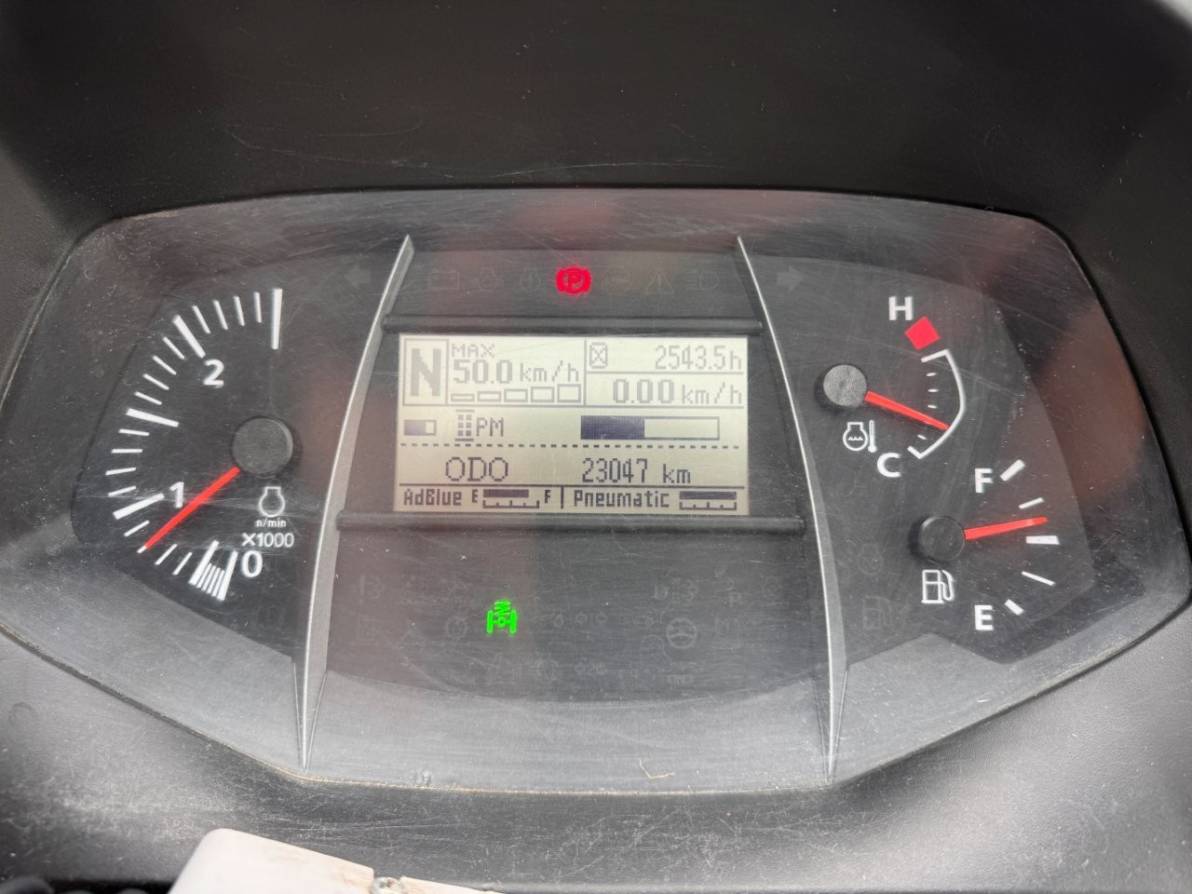 P
2
1
n/min
X1000
0
N
MAX
50.0 km/h
2543.5h
0.00 km/h
PM
ODO 23047 km
AdBlue E F Pneumatic
N
H
C
F
E